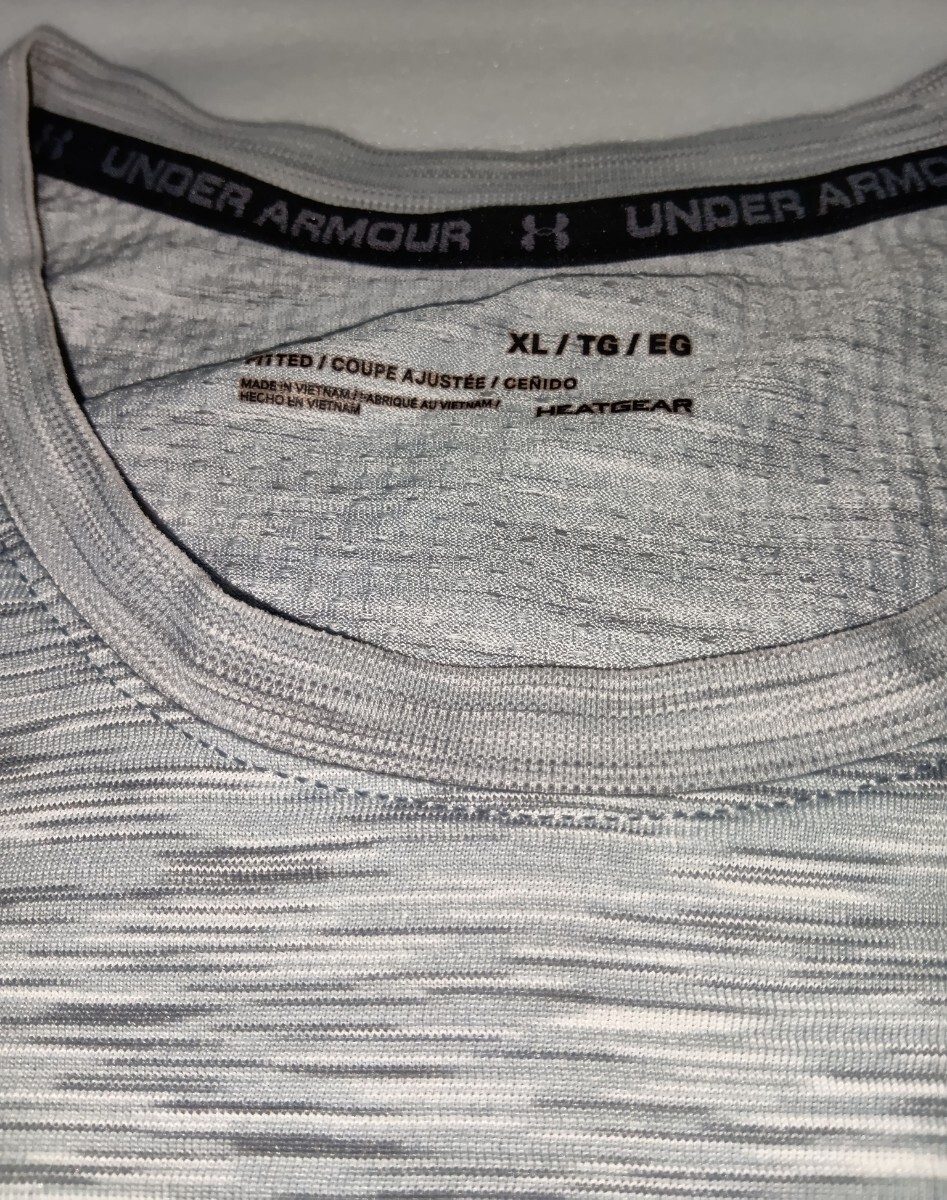 UNDER ARMOUR UNDER ARMO
XL / TG / EG
FITTED / COUPE AJUSTÉE / CEÑIDO
MADE IN VIETNAM / FABRIQUÉ AU VIETNAM /
HECHO EN VIETNAM
HEATGEAR